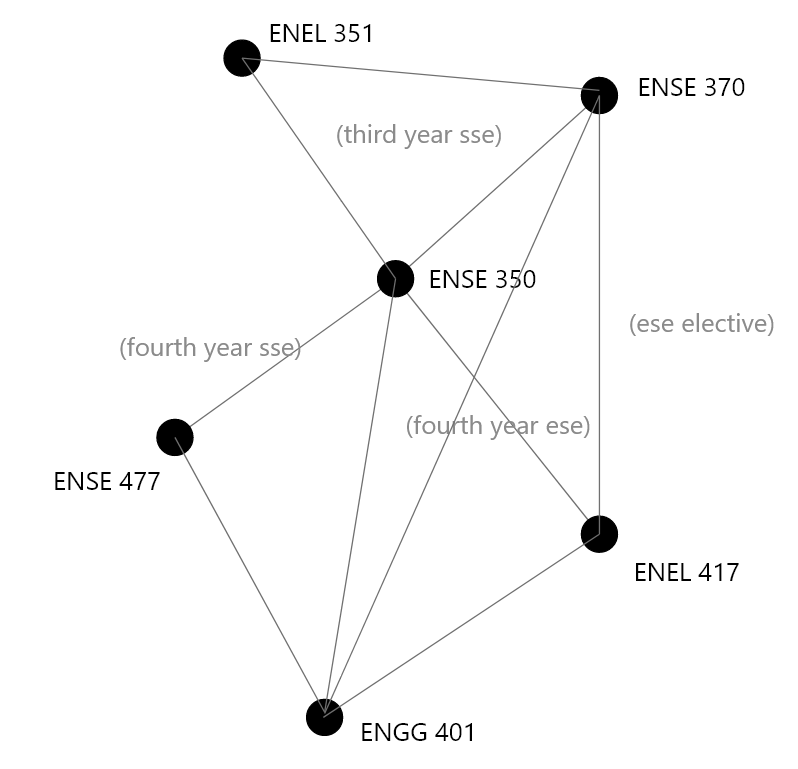 ENEL 351
ENSE 370
(third year sse)
ENSE 350
(ese elective)
(fourth year sse)
(fourth year ese)
ENSE 477
ENEL 417
ENGG 401